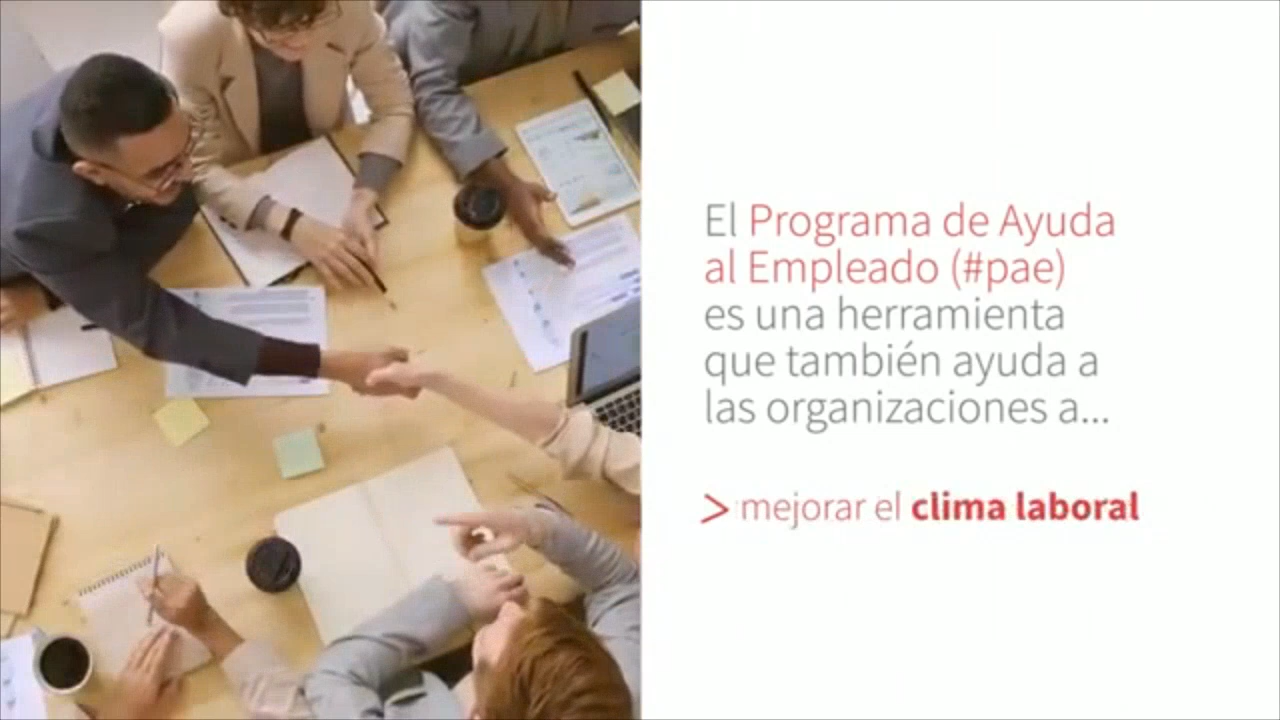 El Programa de Ayuda
al Empleado (#pae)
es una herramienta
que también ayuda a
las organizaciones a...
> mejorar el clima laboral